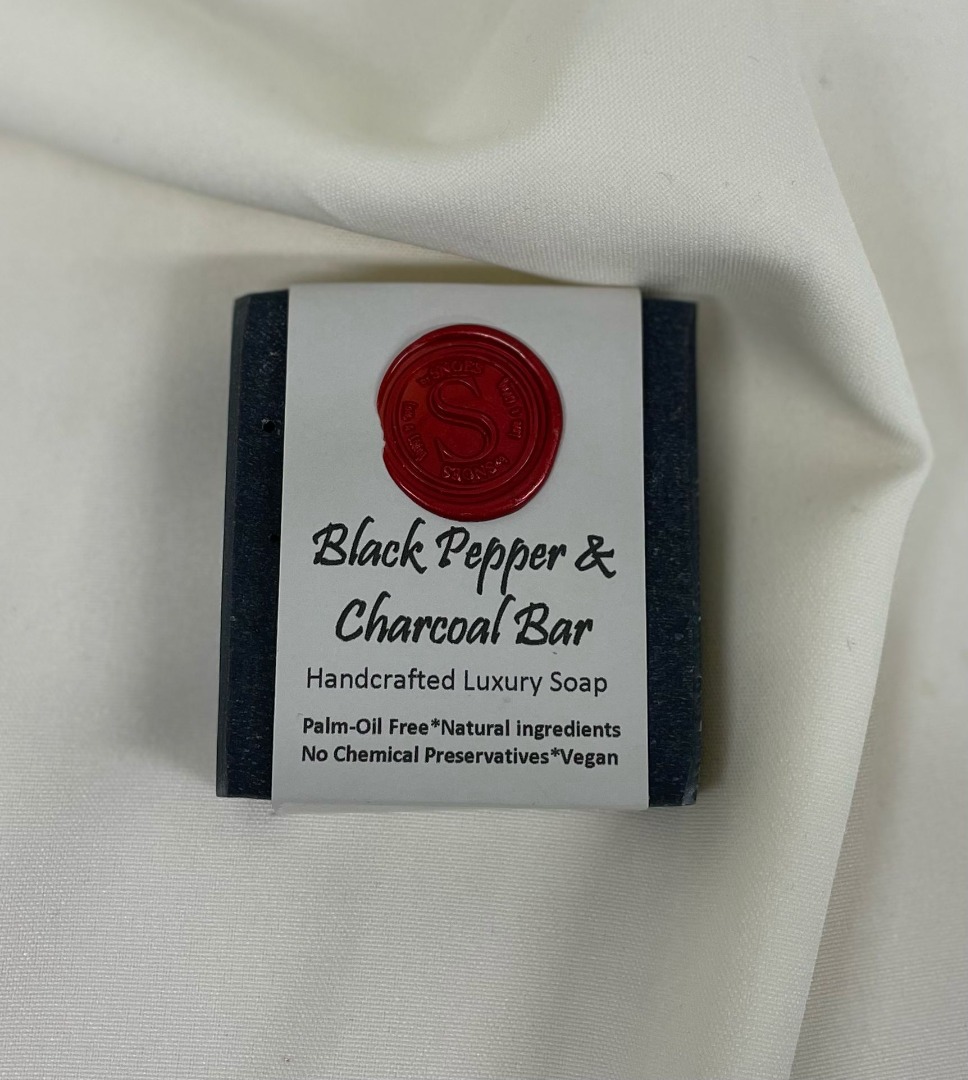 S
Black Pepper &
Charcoal Bar
Handcrafted Luxury Soap
Palm-Oil Free*Natural ingredients
No Chemical Preservatives*Vegan